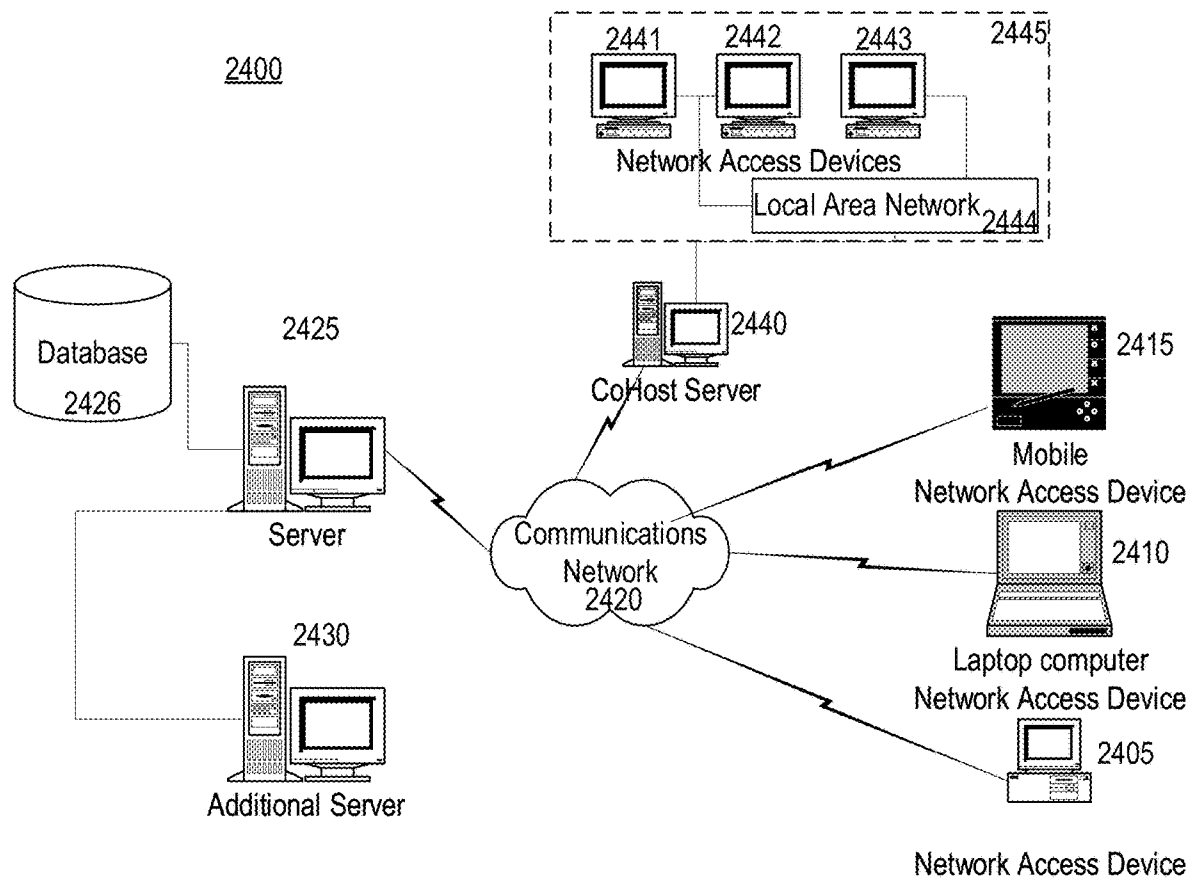 2400
2441
2442
2443
2445
Network Access Devices
Local Area Network
2444
Database
2426
2425
Server
2440
CoHost Server
2415
Mobile
Network Access Device
Communications
Network
2420
2410
Laptop computer
Network Access Device
2430
Additional Server
2405
Network Access Device